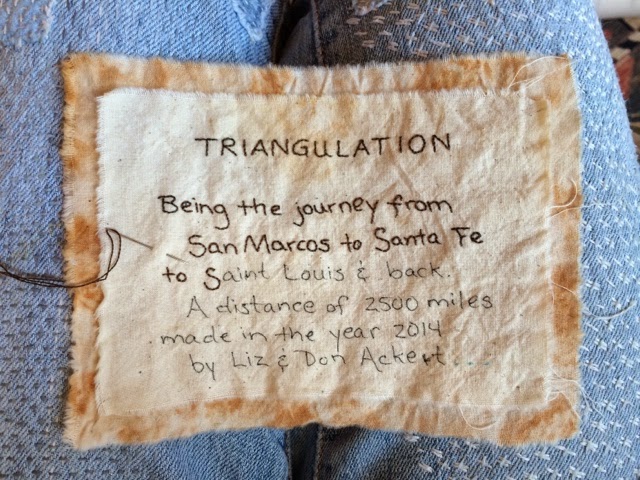 TRIANGULATION
Being the journey from
San Marcos to Santa Fe
to Saint Louis & back.
A distance of 2500 miles
made in the year 2014
by Liz & Don Ackert...